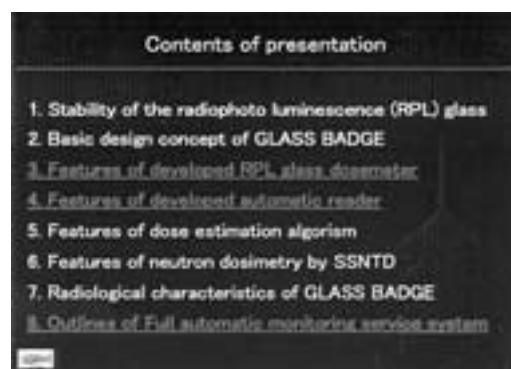 Contents of presentation
1. Stability of the radiophoto luminescence (RPL) glass
2. Basic design concept of GLASS BADGE
3. Features of developed RPL glass dosemeter
4. Features of developed automatic reader
5. Features of dose estimation algorism
6. Features of neutron dosimetry by SSNTD
7. Radiological characteristics of GLASS BADGE
8. Outlines of Full automatic monitoring service system